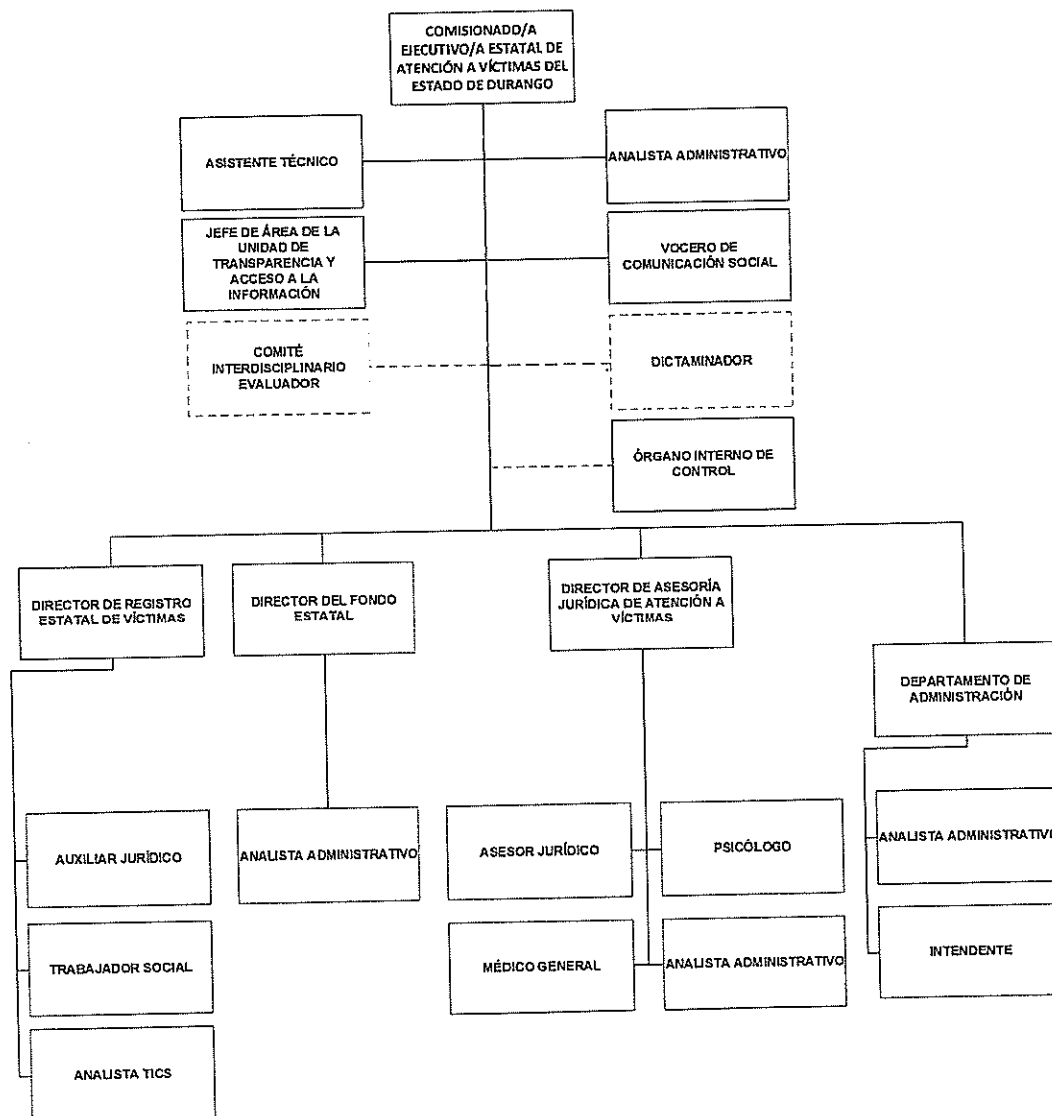 COMISIONADO/A
EJECUTIVO/A ESTATAL DE
ATENCIÓN A VÍCTIMAS DEL
ESTADO DE DURANGO
ASISTENTE TÉCNICO
ANALISTA ADMINISTRATIVO
JEFE DE ÁREA DE LA
UNIDAD DE
TRANSPARENCIA Y
ACCESO A LA
INFORMACIÓN
VOCERO DE
COMUNICACIÓN SOCIAL
COMITÉ
INTERDISCIPLINARIO
EVALUADOR
DICTAMINADOR
ÓRGANO INTERNO DE
CONTROL
DIRECTOR DE REGISTRO
ESTATAL DE VÍCTIMAS
DIRECTOR DEL FONDO
ESTATAL
DIRECTOR DE ASESORÍA
JURÍDICA DE ATENCIÓN A
VÍCTIMAS
DEPARTAMENTO DE
ADMINISTRACIÓN
AUXILIAR JURÍDICO
ANALISTA ADMINISTRATIVO
ASESOR JURÍDICO
PSICÓLOGO
ANALISTA ADMINISTRATIVO
TRABAJADOR SOCIAL
MÉDICO GENERAL
ANALISTA ADMINISTRATIVO
INTENDENTE
ANALISTA TICS